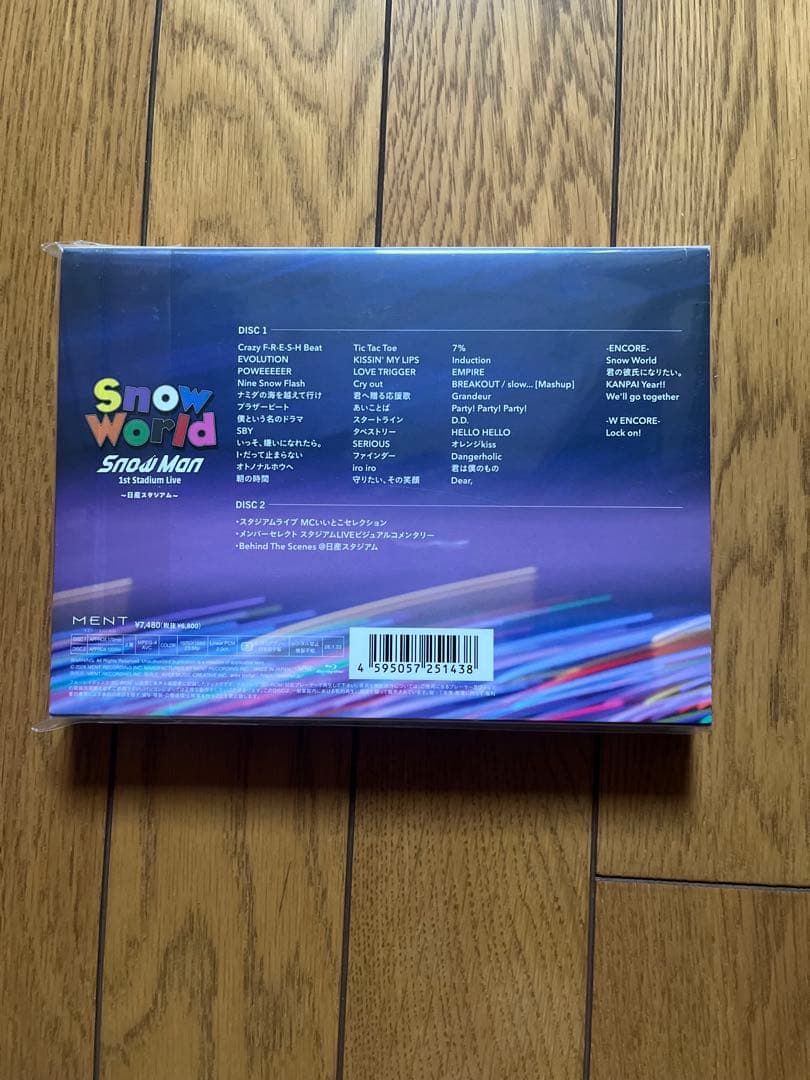 Snow
World
Snow Man
1st Stadium Live
～日産スタジアム～
DISC 1
Crazy F-R-E-S-H Beat
EVOLUTION
POWEEEEER
Nine Snow Flash
ナミダの海を越えて行け
ブラザービート
僕という名のドラマ
SBY
いっそ、嫌いになれたら。
I・だって止まらない
オトノナルホウヘ
朝の時間
Tic Tac Toe
KISSIN' MY LIPS
LOVE TRIGGER
Cry out
君へ贈る応援歌
あいことば
スタートライン
タペストリー
SERIOUS
ファインダー
iro iro
守りたい、その笑顔
7%
Induction
EMPIRE
BREAKOUT / slow... [Mashup]
Grandeur
Party! Party! Party!
D.D.
HELLO HELLO
オレンジkiss
Dangerholic
君は僕のもの
Dear,
-ENCORE-
Snow World
君の彼氏になりたい。
KANPAI Year!!
We'll go together
-W ENCORE-
Lock on!
DISC 2
・スタジアムライブ MCいいとこセレクション
・メンバーセレクト スタジアムLIVEビジュアルコメンタリー
・Behind The Scenes @日産スタジアム
MENT
¥7,480(税抜 ¥6,800)
MPEG-4
AVC
COLOR
Linear PCM
4 595057 251438